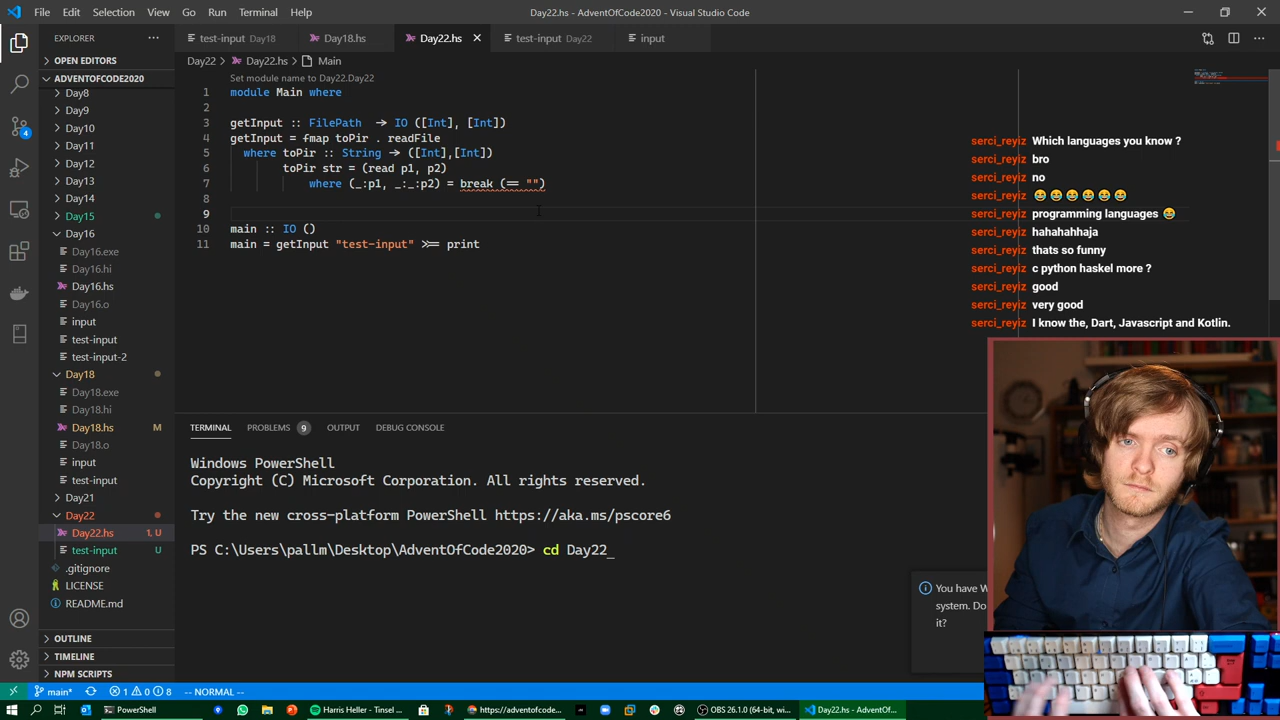 File Edit Selection View Go Run Terminal Help
Day22.hs - AdventOfCode2020 - Visual Studio Code
EXPLORER
OPEN EDITORS
ADVENTOFCODE2020
Day8
Day9
Day10
Day11
Day12
Day13
Day14
Day15
Day16
Day16.exe
Day16.hi
Day16.hs
Day16.o
input
test-input
test-input-2
Day18
Day18.exe
Day18.hi
Day18.hs M
Day18.o
input
test-input
Day21
Day22
Day22.hs 1, U
test-input U
.gitignore
LICENSE
README.md
OUTLINE
TIMELINE
NPM SCRIPTS
4
test-input Day18 Day18.hs Day22.hs test-input Day22 input
Day22 > Day22.hs > Main
Set module name to Day22.Day22
1 module Main where
2
3 getInput :: FilePath -> IO ([Int], [Int])
4 getInput = fmap toPir . readFile
5 where toPir :: String -> ([Int],[Int])
6 toPir str = (read p1, p2)
7 where (_:p1, _:_:p2) = break (== "")
8
9
10 main :: IO ()
11 main = getInput "test-input" >>= print
serci_reyiz Which languages you know ?
serci_reyiz bro
serci_reyiz no
serci_reyiz 😂😂😂😂😂😂
serci_reyiz programming languages 😂
serci_reyiz hahahahhaja
serci_reyiz thats so funny
serci_reyiz c python haskel more ?
serci_reyiz good
serci_reyiz very good
serci_reyiz I know the, Dart, Javascript and Kotlin.
TERMINAL PROBLEMS 9 OUTPUT DEBUG CONSOLE
Windows PowerShell
Copyright (C) Microsoft Corporation. All rights reserved.
Try the new cross-platform PowerShell https://aka.ms/pscore6
PS C:\Users\pallm\Desktop\AdventOfCode2020> cd Day22_
You have W
system. Do
it?
main* 1 0 8 -- NORMAL --
PowerShell
Harris Heller - Tinsel ...
https://adventofcode...
OBS 26.1.0 (64-bit, wi...
Day22.hs - AdventOf...